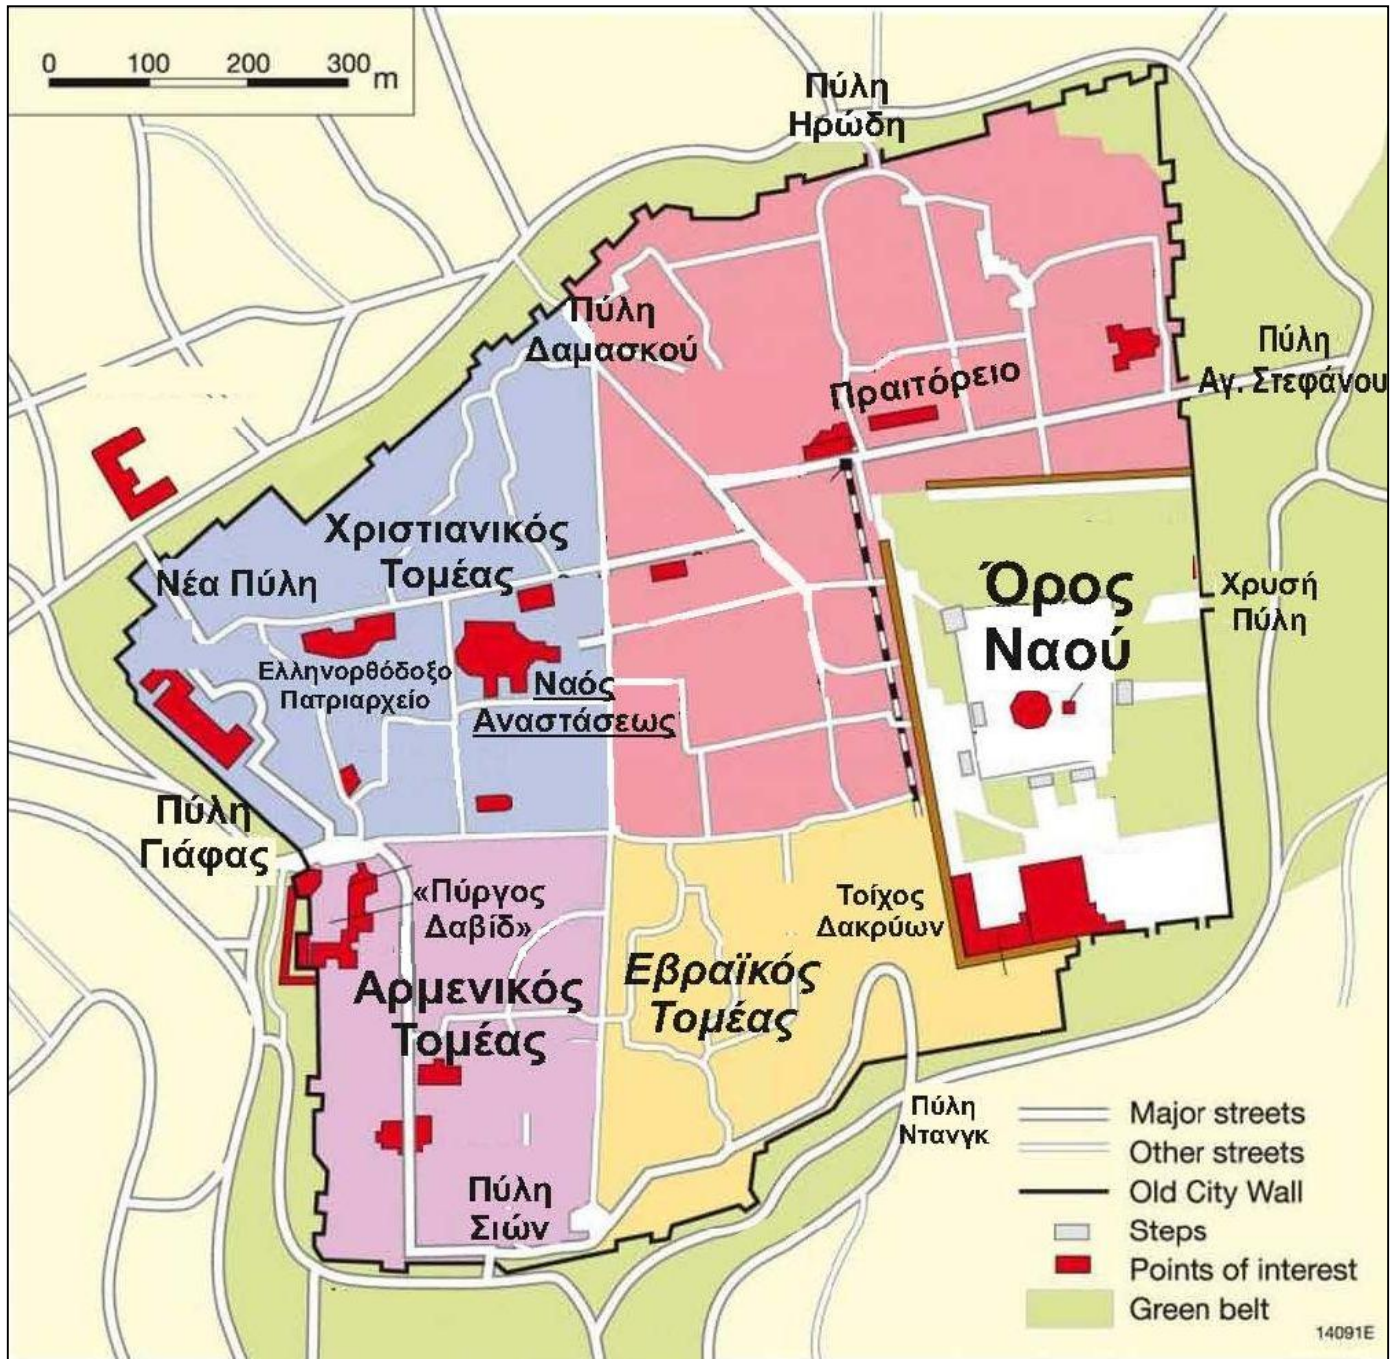 0 100 200 300 m
Πύλη
Ηρώδη
Πύλη
Δαμασκού
Πραιτόρειο
Πύλη
Αγ. Στεφάνου
Χριστιανικός
Τομέας
Νέα Πύλη
Όρος
Ναού
Χρυσή
Πύλη
Ελληνορθόδοξο
Πατριαρχείο
Ναός
Αναστάσεως
Πύλη
Γιάφας
«Πύργος
Δαβίδ»
Τοίχος
Δακρύων
Αρμενικός
Τομέας
Εβραϊκός
Τομέας
Πύλη
Ντανγκ
Πύλη
Σιών
Major streets
Other streets
Old City Wall
Steps
Points of interest
Green belt
14091E